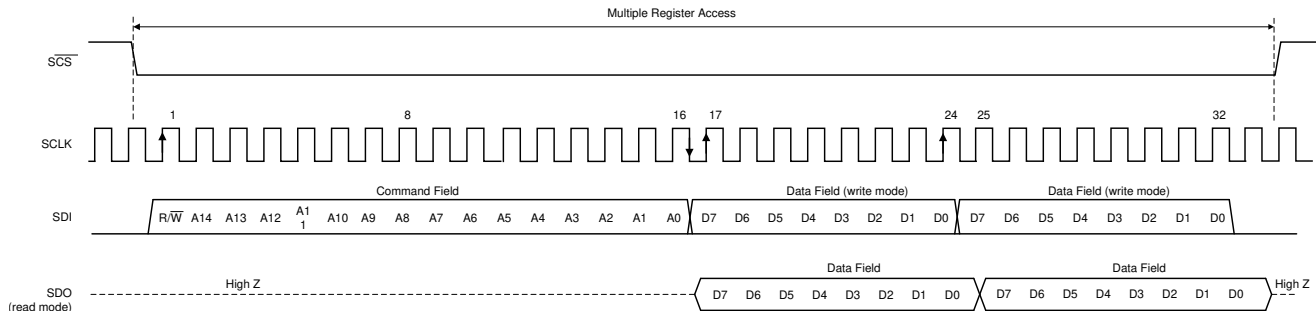 Multiple Register Access
SCS
1 8 16 17 24 25 32
SCLK
Command Field Data Field (write mode) Data Field (write mode)
SDI R/W A14 A13 A12 A1 A10 A9 A8 A7 A6 A5 A4 A3 A2 A1 A0 D7 D6 D5 D4 D3 D2 D1 D0 D7 D6 D5 D4 D3 D2 D1 D0
1
Data Field Data Field
High Z High Z
SDO D7 D6 D5 D4 D3 D2 D1 D0 D7 D6 D5 D4 D3 D2 D1 D0
(read mode)